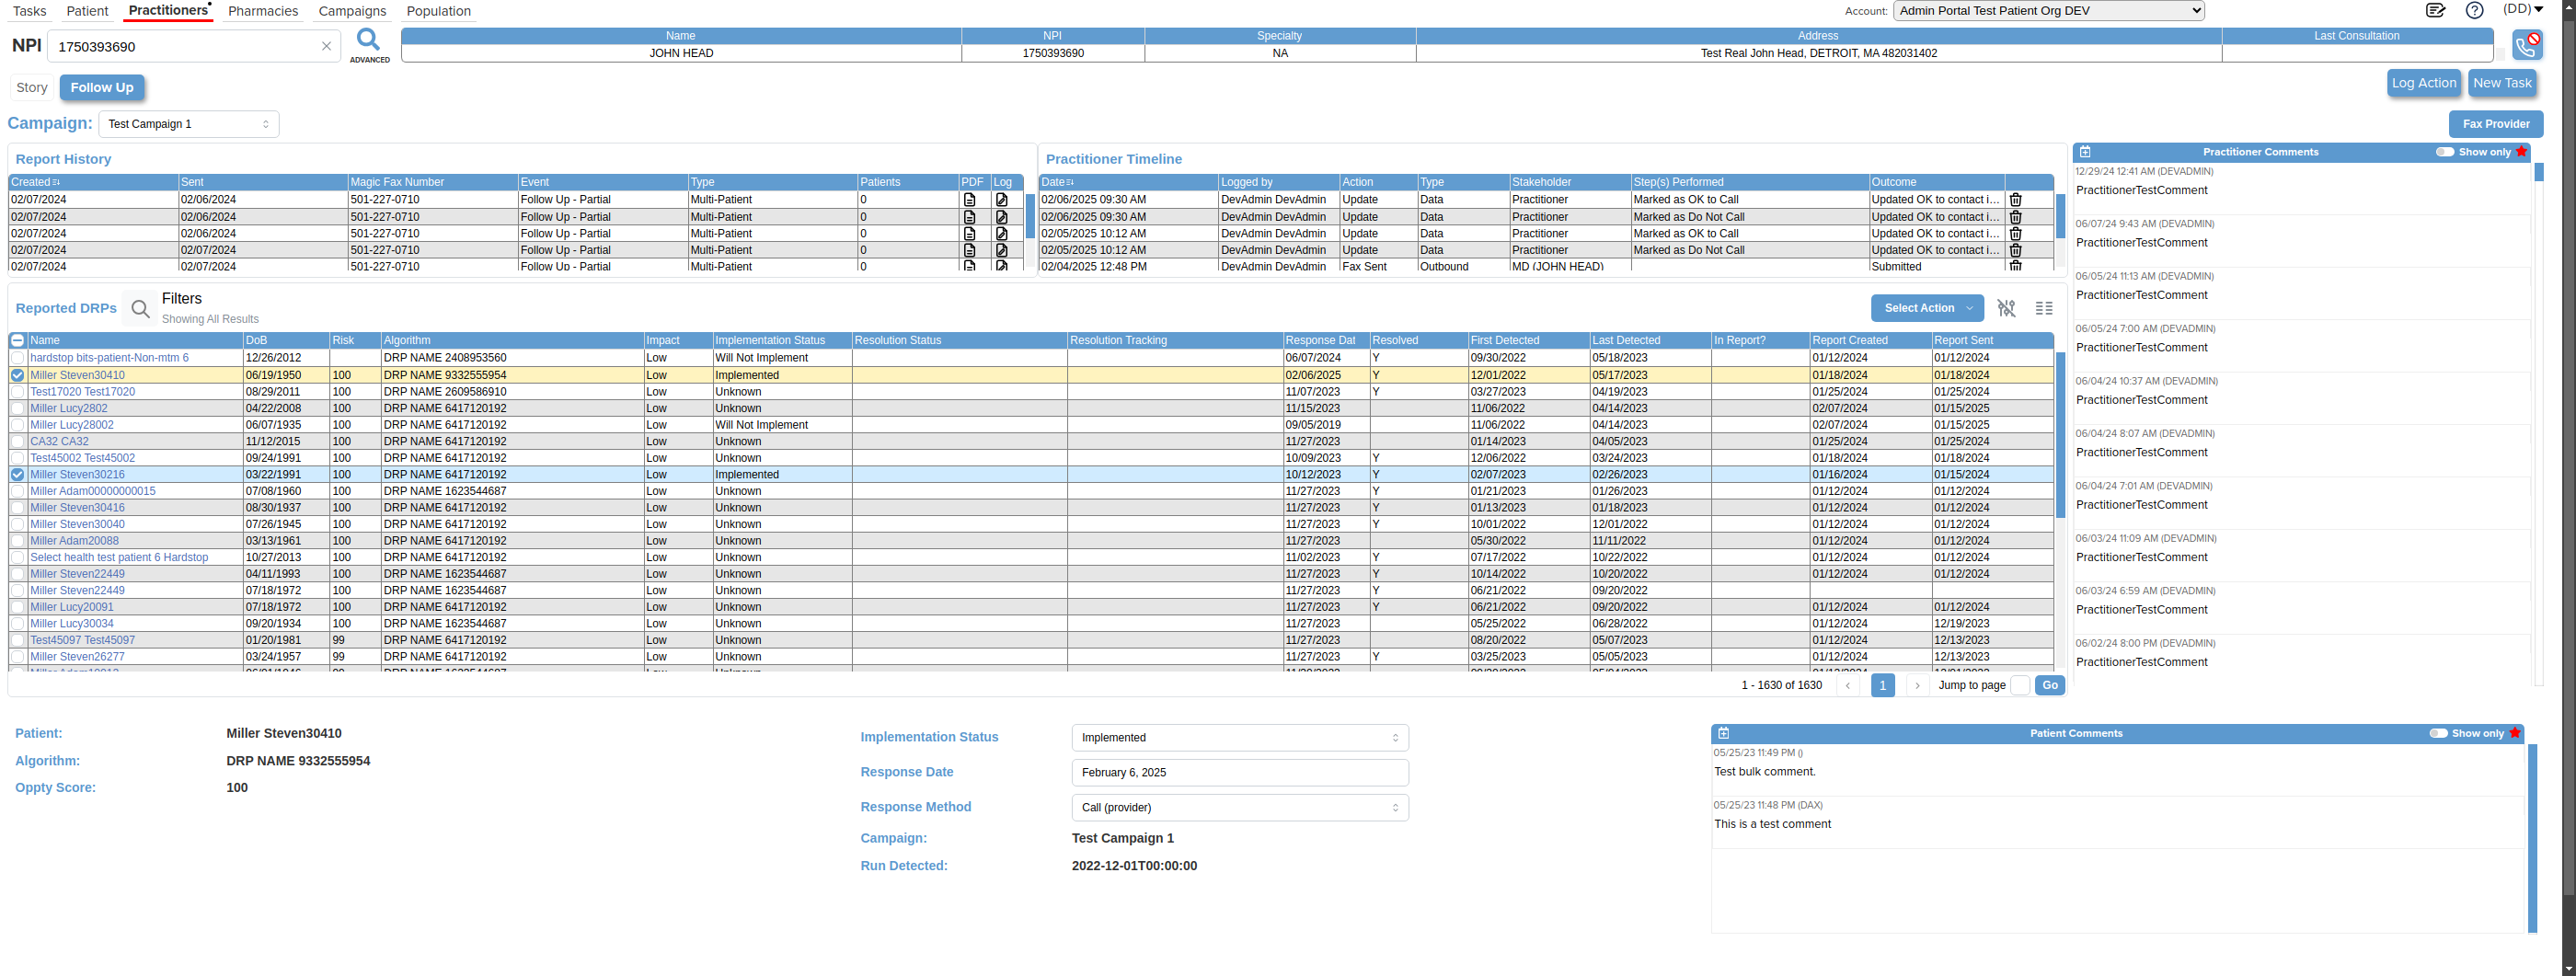 Tasks Patient Practitioners Pharmacies Campaigns Population Account: Admin Portal Test Patient Org DEV (DD)
NPI 1750393690 ADVANCED
Name NPI Specialty Address Last Consultation
JOHN HEAD 1750393690 NA Test Real John Head, DETROIT, MA 482031402
Story Follow Up Log Action New Task
Campaign: Test Campaign 1 Fax Provider
Report History
Created Sent Magic Fax Number Event Type Patients PDF Log
02/07/2024 02/06/2024 501-227-0710 Follow Up - Partial Multi-Patient 0
02/07/2024 02/06/2024 501-227-0710 Follow Up - Partial Multi-Patient 0
02/07/2024 02/06/2024 501-227-0710 Follow Up - Partial Multi-Patient 0
02/07/2024 02/07/2024 501-227-0710 Follow Up - Partial Multi-Patient 0
02/07/2024 02/07/2024 501-227-0710 Follow Up - Partial Multi-Patient 0
Practitioner Timeline
Date Logged by Action Type Stakeholder Step(s) Performed Outcome
02/06/2025 09:30 AM DevAdmin DevAdmin Update Data Practitioner Marked as OK to Call Updated OK to contact i...
02/06/2025 09:30 AM DevAdmin DevAdmin Update Data Practitioner Marked as Do Not Call Updated OK to contact i...
02/05/2025 10:12 AM DevAdmin DevAdmin Update Data Practitioner Marked as OK to Call Updated OK to contact i...
02/05/2025 10:12 AM DevAdmin DevAdmin Update Data Practitioner Marked as Do Not Call Updated OK to contact i...
02/04/2025 12:48 PM DevAdmin DevAdmin Fax Sent Outbound MD (JOHN HEAD) Submitted
Practitioner Comments Show only
12/29/24 12:41 AM (DEVADMIN)
PractitionerTestComment
06/07/24 9:43 AM (DEVADMIN)
PractitionerTestComment
06/05/24 11:13 AM (DEVADMIN)
PractitionerTestComment
06/05/24 7:00 AM (DEVADMIN)
PractitionerTestComment
06/04/24 10:37 AM (DEVADMIN)
PractitionerTestComment
06/04/24 8:07 AM (DEVADMIN)
PractitionerTestComment
06/04/24 7:01 AM (DEVADMIN)
PractitionerTestComment
06/03/24 11:09 AM (DEVADMIN)
PractitionerTestComment
06/03/24 6:59 AM (DEVADMIN)
PractitionerTestComment
06/02/24 8:00 PM (DEVADMIN)
PractitionerTestComment
Reported DRPs Filters Select Action
Showing All Results
Name DoB Risk Algorithm Impact Implementation Status Resolution Status Resolution Tracking Response Dat Resolved First Detected Last Detected In Report? Report Created Report Sent
hardstop bits-patient-Non-mtm 6 12/26/2012 DRP NAME 2408953560 Low Will Not Implement 06/07/2024 Y 09/30/2022 05/18/2023 01/12/2024 01/12/2024
Miller Steven30410 06/19/1950 100 DRP NAME 9332555954 Low Implemented 02/06/2025 Y 12/01/2022 05/17/2023 01/18/2024 01/18/2024
Test17020 Test17020 08/29/2011 100 DRP NAME 2609586910 Low Unknown 11/07/2023 Y 03/27/2023 04/19/2023 01/25/2024 01/25/2024
Miller Lucy2802 04/22/2008 100 DRP NAME 6417120192 Low Unknown 11/15/2023 11/06/2022 04/14/2023 02/07/2024 01/15/2025
Miller Lucy28002 06/07/1935 100 DRP NAME 6417120192 Low Will Not Implement 09/05/2019 11/06/2022 04/14/2023 02/07/2024 01/15/2025
CA32 CA32 11/12/2015 100 DRP NAME 6417120192 Low Unknown 11/27/2023 01/14/2023 04/05/2023 01/25/2024 01/25/2024
Test45002 Test45002 09/24/1991 100 DRP NAME 6417120192 Low Unknown 10/09/2023 Y 12/06/2022 03/24/2023 01/18/2024 01/18/2024
Miller Steven30216 03/22/1991 100 DRP NAME 6417120192 Low Implemented 10/12/2023 Y 02/07/2023 02/26/2023 01/16/2024 01/15/2024
Miller Adam00000000015 07/08/1960 100 DRP NAME 1623544687 Low Unknown 11/27/2023 Y 01/21/2023 01/26/2023 01/12/2024 01/12/2024
Miller Steven30416 08/30/1937 100 DRP NAME 6417120192 Low Unknown 11/27/2023 Y 01/13/2023 01/18/2023 01/12/2024 01/12/2024
Miller Steven30040 07/26/1945 100 DRP NAME 6417120192 Low Unknown 11/27/2023 Y 10/01/2022 12/01/2022 01/12/2024 01/12/2024
Miller Adam20088 03/13/1961 100 DRP NAME 6417120192 Low Unknown 11/27/2023 05/30/2022 11/11/2022 01/12/2024 01/12/2024
Select health test patient 6 Hardstop 10/27/2013 100 DRP NAME 6417120192 Low Unknown 11/02/2023 Y 07/17/2022 10/22/2022 01/12/2024 01/12/2024
Miller Steven22449 04/11/1993 100 DRP NAME 1623544687 Low Unknown 11/27/2023 Y 10/14/2022 10/20/2022 01/12/2024 01/12/2024
Miller Steven22449 07/18/1972 100 DRP NAME 1623544687 Low Unknown 11/27/2023 Y 06/21/2022 09/20/2022
Miller Lucy20091 07/18/1972 100 DRP NAME 6417120192 Low Unknown 11/27/2023 Y 06/21/2022 09/20/2022 01/12/2024 01/12/2024
Miller Lucy30034 09/20/1934 100 DRP NAME 1623544687 Low Unknown 11/27/2023 05/25/2022 06/28/2022 01/12/2024 12/19/2023
Test45097 Test45097 01/20/1981 99 DRP NAME 6417120192 Low Unknown 11/27/2023 08/20/2022 05/07/2023 01/12/2024 12/13/2023
Miller Steven26277 03/24/1957 99 DRP NAME 6417120192 Low Unknown 11/27/2023 Y 03/25/2023 05/05/2023 01/12/2024 12/13/2023
1 - 1630 of 1630 1 Jump to page Go
Patient: Miller Steven30410
Algorithm: DRP NAME 9332555954
Oppty Score: 100
Implementation Status Implemented
Response Date February 6, 2025
Response Method Call (provider)
Campaign: Test Campaign 1
Run Detected: 2022-12-01T00:00:00
Patient Comments Show only
05/25/23 11:49 PM ()
Test bulk comment.
05/25/23 11:48 PM (DAX)
This is a test comment